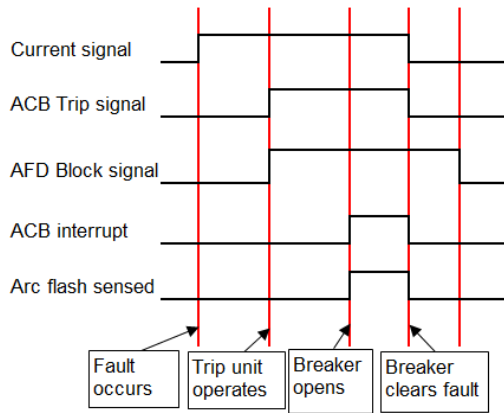 Current signal
ACB Trip signal
AFD Block signal
ACB interrupt
Arc flash sensed
Fault
occurs
Trip unit
operates
Breaker
opens
Breaker
clears fault